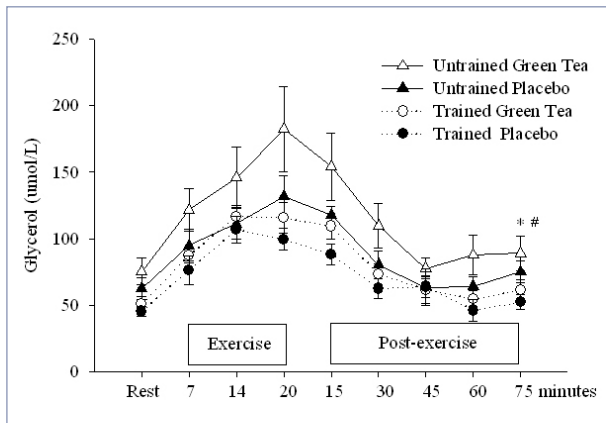 250
200
150
100
50
0
Glycerol (umol/L)
Untrained Green Tea
Untrained Placebo
Trained Green Tea
Trained Placebo
* #
Exercise
Post-exercise
Rest 7 14 20 15 30 45 60 75 minutes